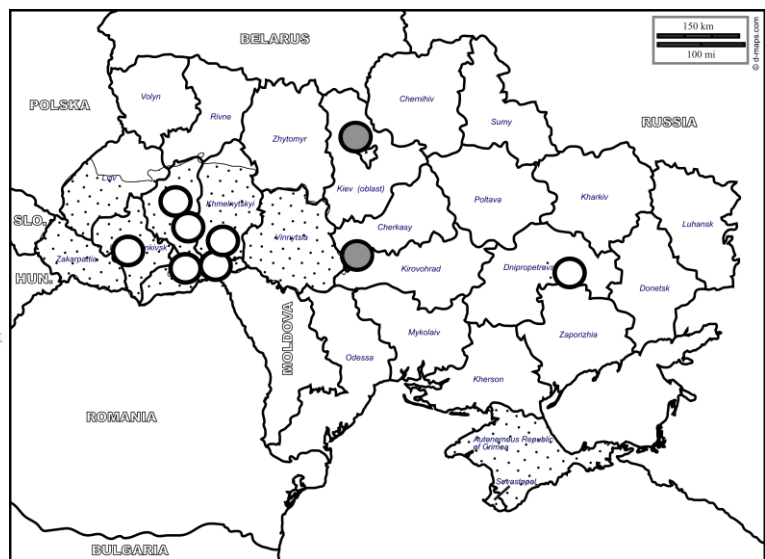 BELARUS
150 km
100 mi
© d-maps.com
POLSKA
Volyn
Rivne
Chernihiv
Sumy
RUSSIA
Zhytomyr
Kiev (oblast)
Lviv
Khmelnytskyi
Poltava
Kharkiv
Luhansk
SLO.
Cherkasy
Vinnytsia
Zakarpattia
HUN.
Kirovohrad
Dnipropetrovs
Donetsk
MOLDOVA
Mykolaiv
Zaporizhia
Odessa
Kherson
ROMANIA
Autonomous Republic
of Crimea
Sevastopol
BULGARIA